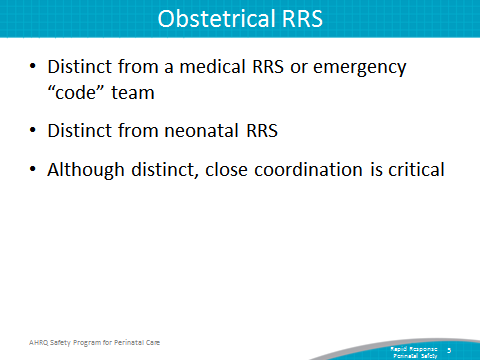 Obstetrical RRS
• Distinct from a medical RRS or emergency
“code” team
• Distinct from neonatal RRS
• Although distinct, close coordination is critical
AHRQ Safety Program for Perinatal Care
Rapid Response
Perinatal Safety
5